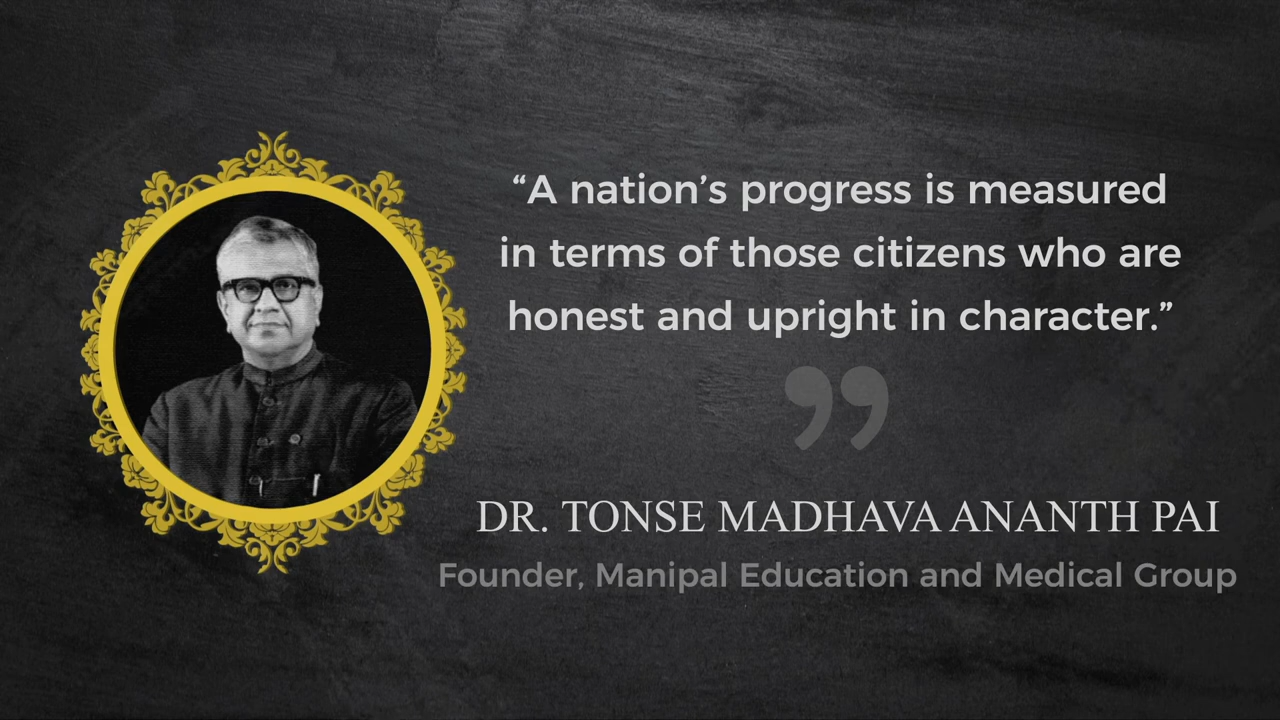 “A nation’s progress is measured
in terms of those citizens who are
honest and upright in character.”
”
DR. TONSE MADHAVA ANANTH PAI
Founder, Manipal Education and Medical Group